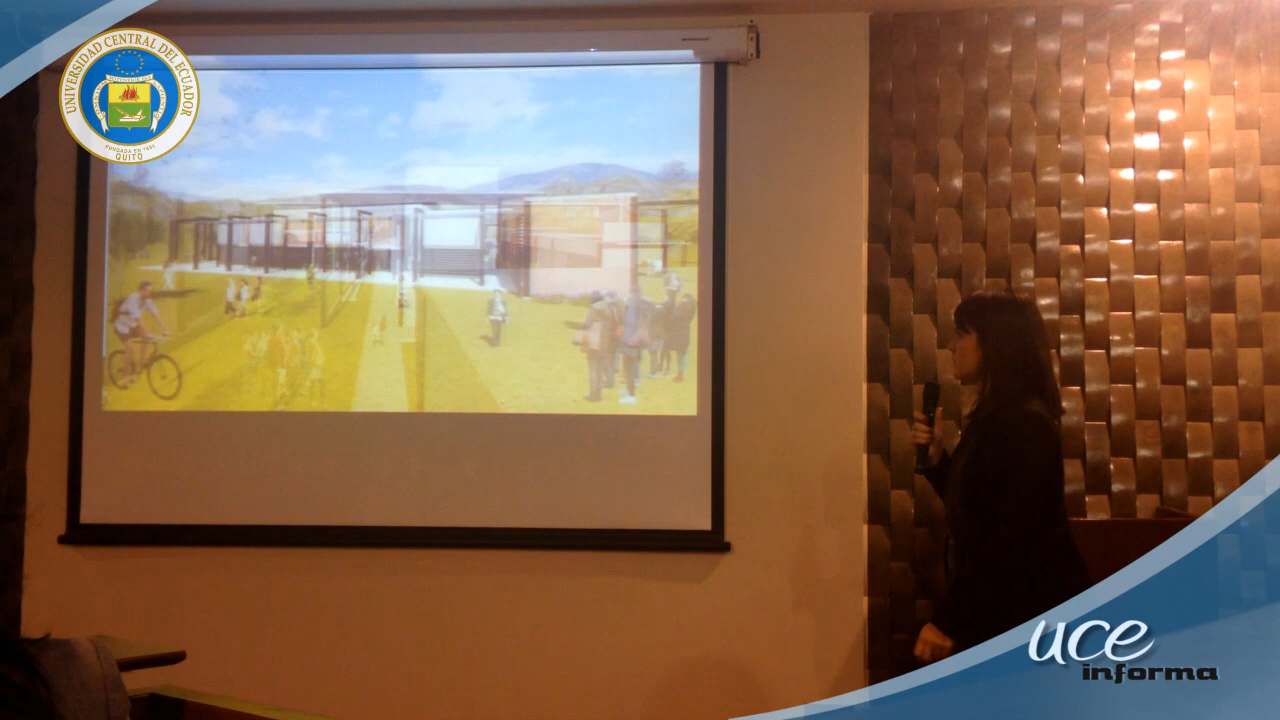 UNIVERSIDAD CENTRAL DEL ECUADOR
FUNDADA EN 1651
QUITO
uce
informa